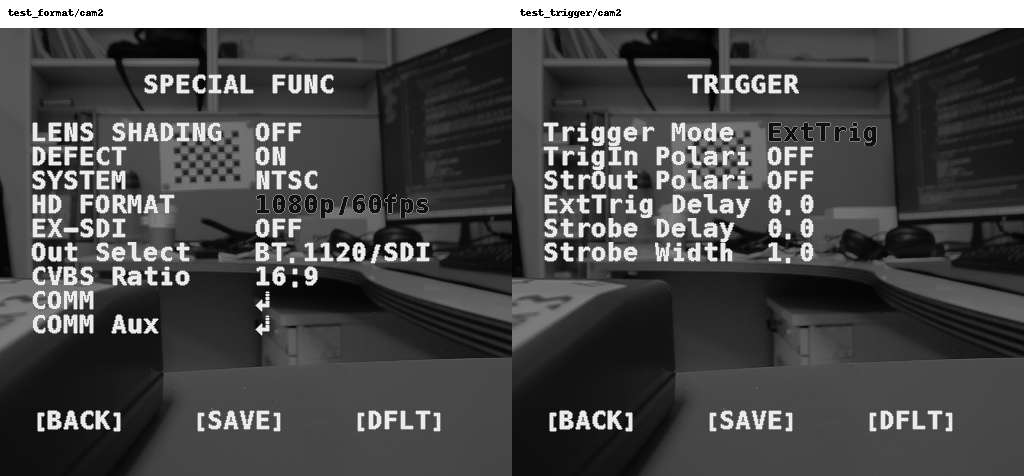 test_format/cam2
SPECIAL FUNC
LENS SHADING OFF
DEFECT ON
SYSTEM NTSC
HD FORMAT 1080p/60fps
EX-SDI OFF
Out Select BT.1120/SDI
CVBS Ratio 16:9
COMM ↲
COMM Aux ↲
[BACK] [SAVE] [DFLT]
test_trigger/cam2
TRIGGER
Trigger Mode ExtTrig
TrigIn Polari OFF
StrOut Polari OFF
ExtTrig Delay 0.0
Strobe Delay 0.0
Strobe Width 1.0
[BACK] [SAVE] [DFLT]